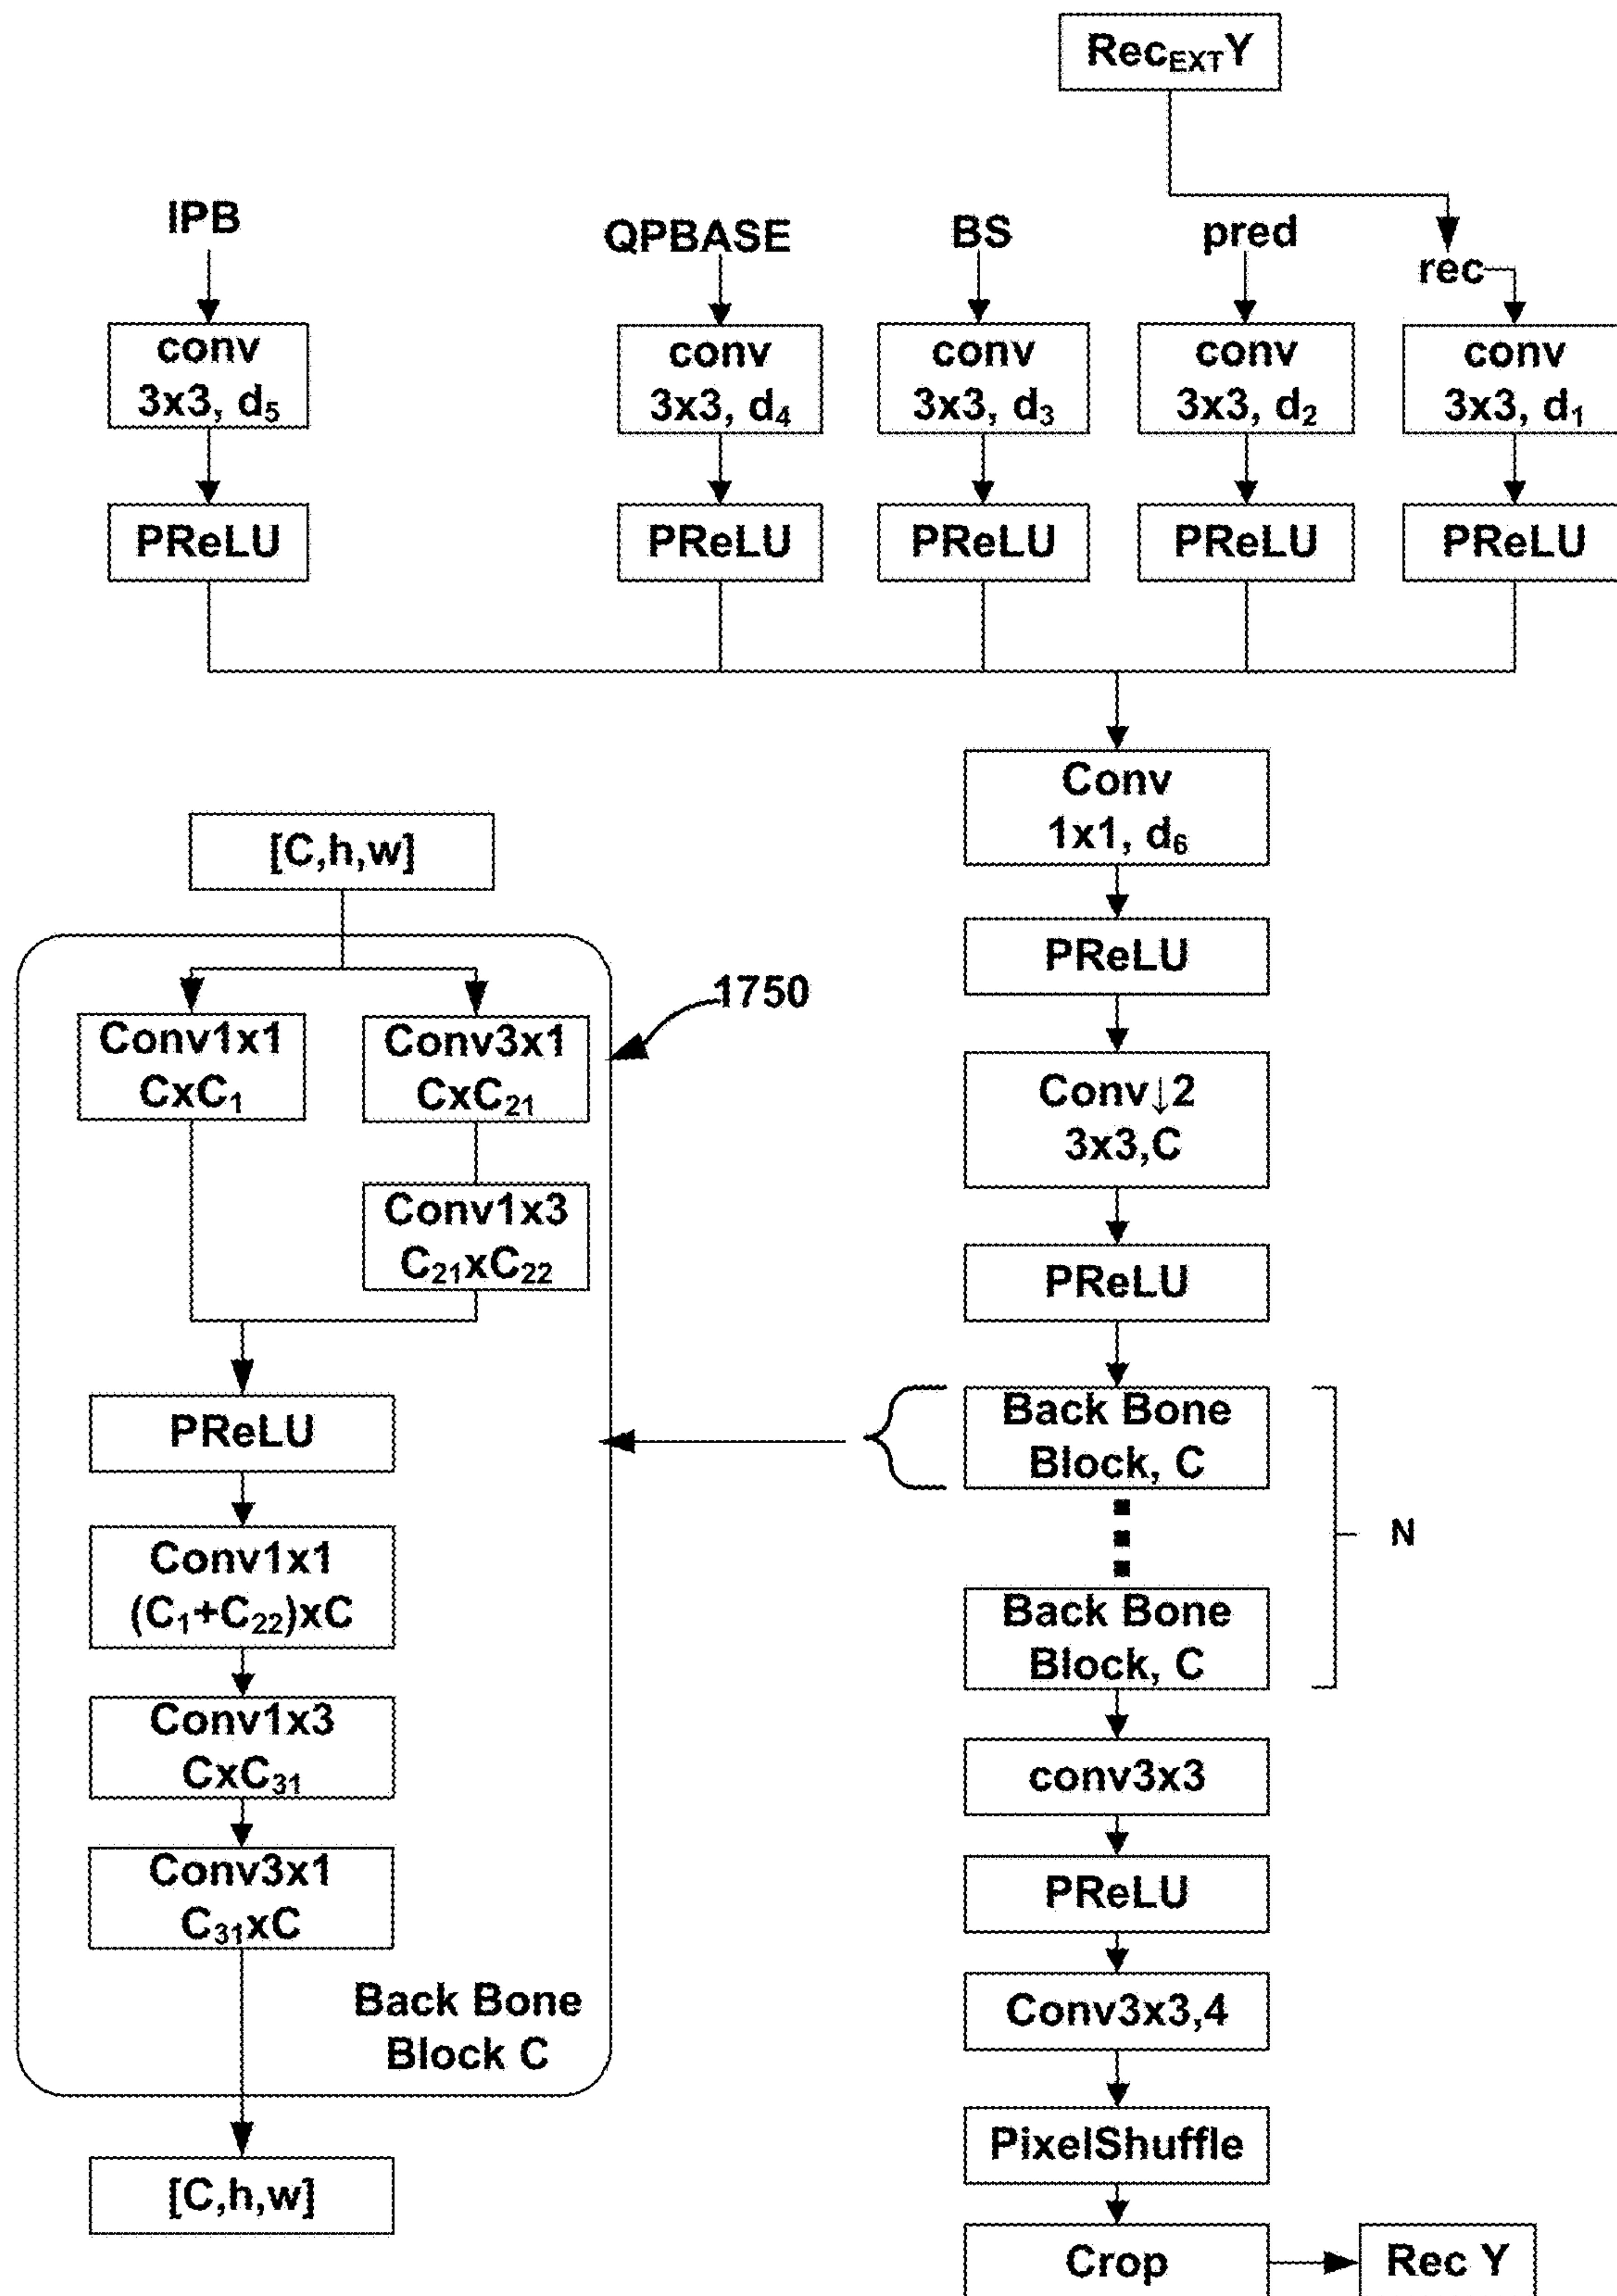 Rec_EXT Y
IPB
QPBASE
BS
pred
rec
conv
3x3, d₅
conv
3x3, d₄
conv
3x3, d₃
conv
3x3, d₂
conv
3x3, d₁
PReLU
PReLU
PReLU
PReLU
PReLU
Conv
1x1, d₆
PReLU
Conv↓2
3x3,C
PReLU
Back Bone
Block, C
Back Bone
Block, C
N
conv3x3
PReLU
Conv3x3,4
PixelShuffle
Crop
Rec Y
[C,h,w]
1750
Conv1x1
CxC₁
Conv3x1
CxC₂₁
Conv1x3
C₂₁xC₂₂
PReLU
Conv1x1
(C₁+C₂₂)xC
Conv1x3
CxC₃₁
Conv3x1
C₃₁xC
Back Bone
Block C
[C,h,w]